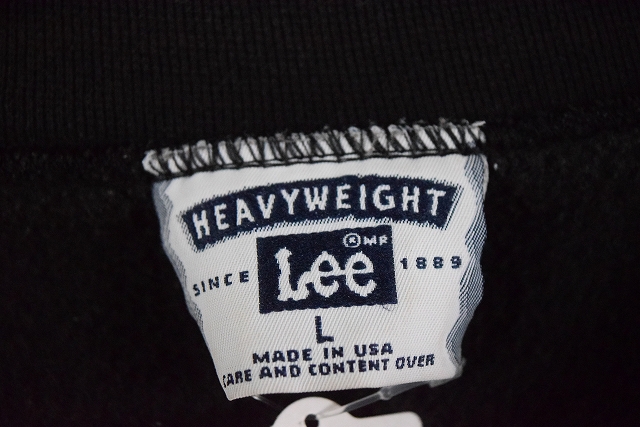 HEAVYWEIGHT
® MR
SINCE Lee 1889
L
MADE IN USA
CARE AND CONTENT OVER